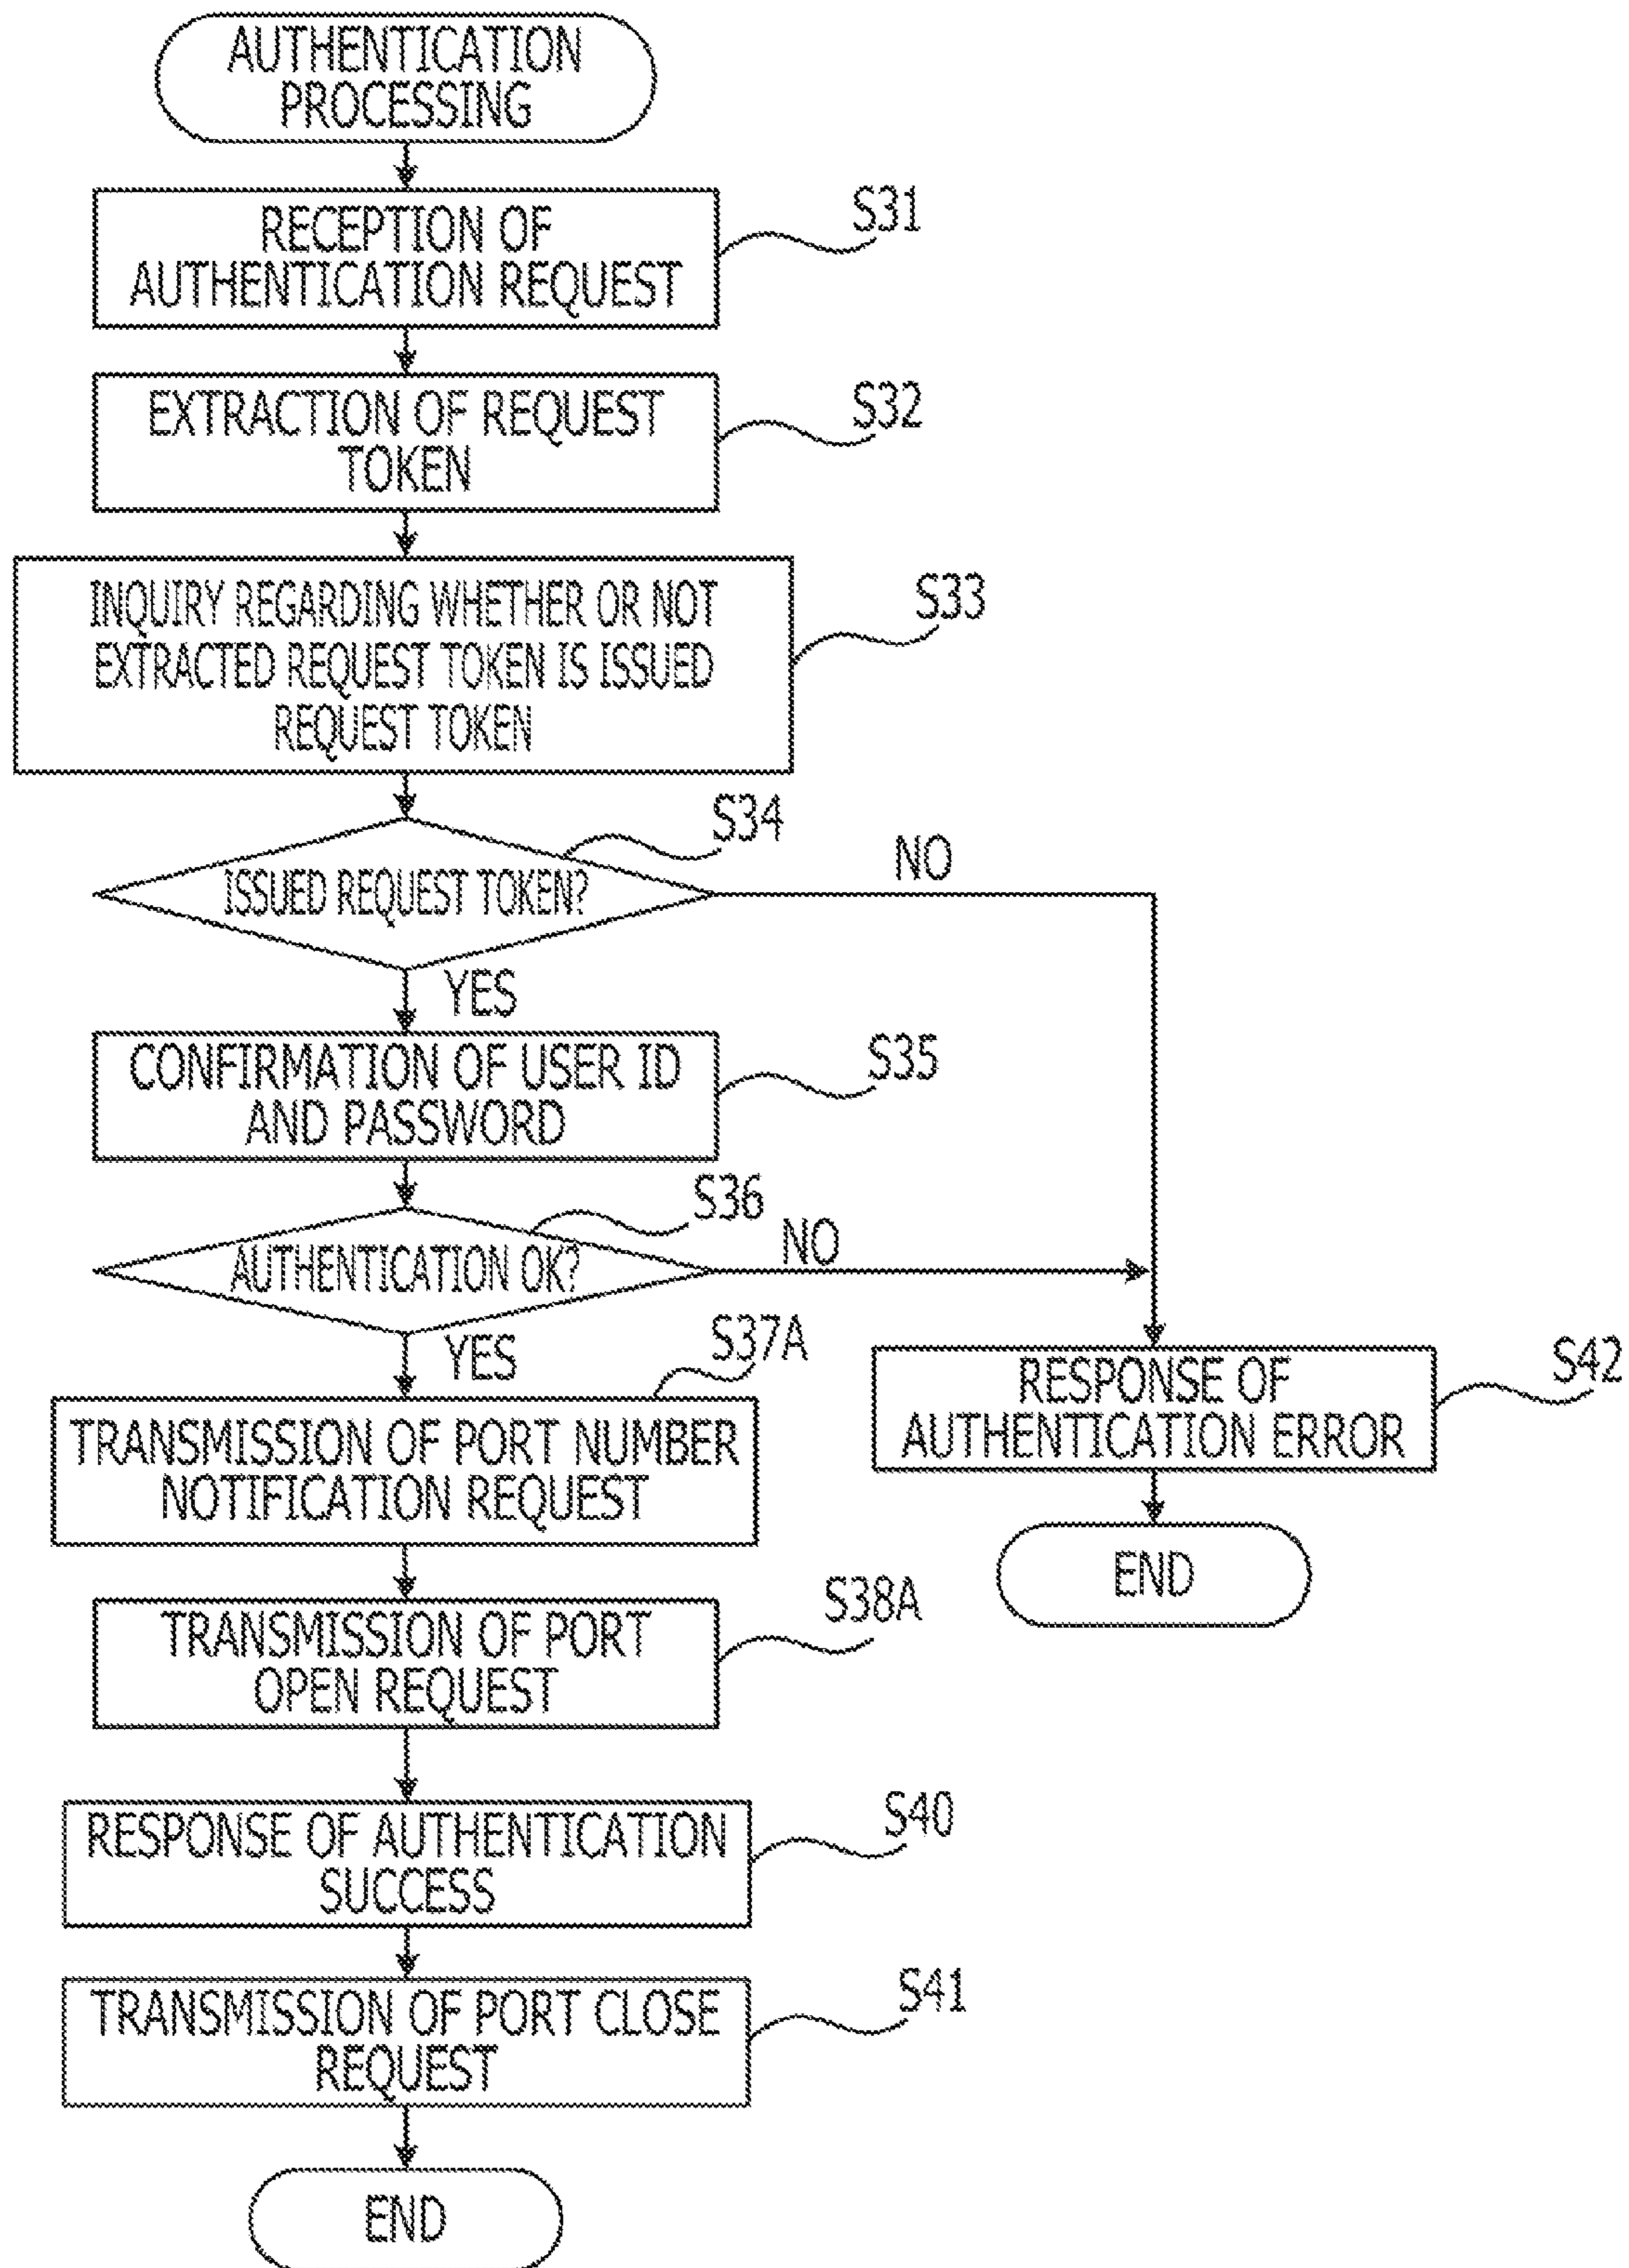 AUTHENTICATION
PROCESSING
S31
RECEPTION OF
AUTHENTICATION REQUEST
S32
EXTRACTION OF REQUEST
TOKEN
S33
INQUIRY REGARDING WHETHER OR NOT
EXTRACTED REQUEST TOKEN IS ISSUED
REQUEST TOKEN
S34
ISSUED REQUEST TOKEN?
NO
YES
S35
CONFIRMATION OF USER ID
AND PASSWORD
S36
AUTHENTICATION OK?
NO
YES
S37A
TRANSMISSION OF PORT NUMBER
NOTIFICATION REQUEST
S42
RESPONSE OF
AUTHENTICATION ERROR
END
S38A
TRANSMISSION OF PORT
OPEN REQUEST
S40
RESPONSE OF AUTHENTICATION
SUCCESS
S41
TRANSMISSION OF PORT CLOSE
REQUEST
END